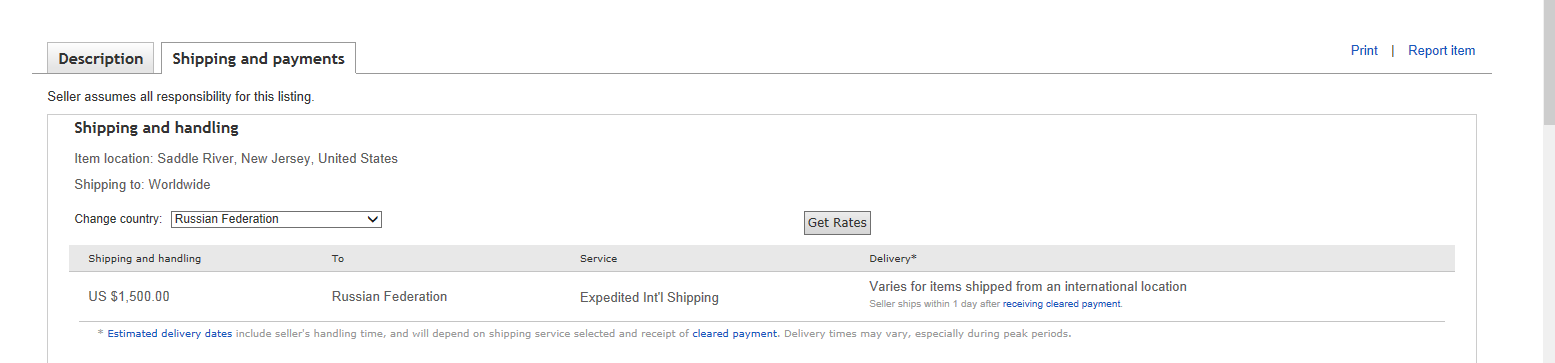 Description
Shipping and payments
Print | Report item
Seller assumes all responsibility for this listing.
Shipping and handling
Item location: Saddle River, New Jersey, United States
Shipping to: Worldwide
Change country: Russian Federation
Get Rates
Shipping and handling To Service Delivery*
US $1,500.00 Russian Federation Expedited Int'l Shipping Varies for items shipped from an international location
Seller ships within 1 day after receiving cleared payment.
* Estimated delivery dates include seller's handling time, and will depend on shipping service selected and receipt of cleared payment. Delivery times may vary, especially during peak periods.